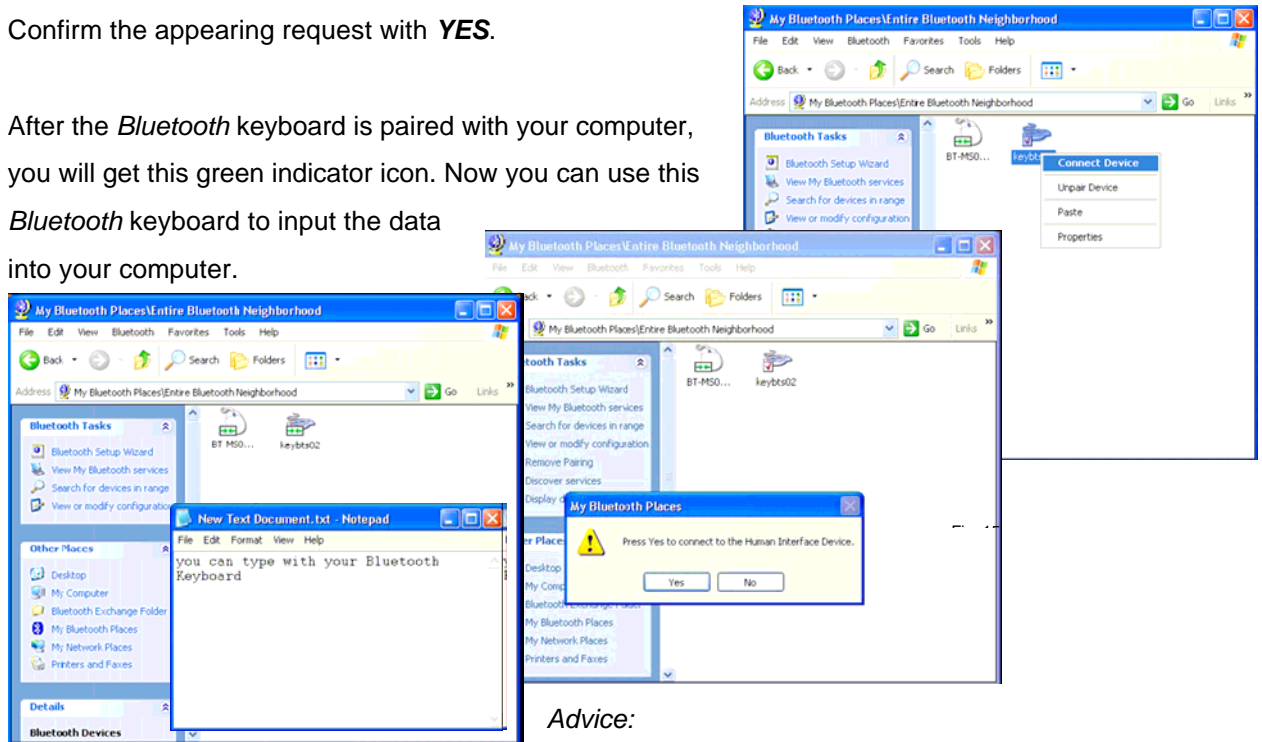 Confirm the appearing request with YES.
After the Bluetooth keyboard is paired with your computer,
you will get this green indicator icon. Now you can use this
Bluetooth keyboard to input the data
into your computer.
My Bluetooth Places\Entire Bluetooth Neighborhood
File Edit View Bluetooth Favorites Tools Help
Back Search Folders
Address My Bluetooth Places\Entire Bluetooth Neighborhood Go Links »
Bluetooth Tasks
Bluetooth Setup Wizard
View My Bluetooth services
Search for devices in range
View or modify configuration
BT-MS0...
Connect Device
Unpair Device
Paste
Properties
My Bluetooth Places\Entire Bluetooth Neighborhood
File Edit View Bluetooth Favorites Tools Help
Search Folders
My Bluetooth Places\Entire Bluetooth Neighborhood Go Links »
Bluetooth Setup Wizard
View My Bluetooth services
Search for devices in range
View or modify configuration
Remove Pairing
Discover services
Display
BT-MS0... keybts02
My Bluetooth Places
Press Yes to connect to the Human Interface Device.
Yes No
Desktop
My Bluetooth Places
My Network Places
Printers and Faxes
My Bluetooth Places\Entire Bluetooth Neighborhood
File Edit View Bluetooth Favorites Tools Help
Back Search Folders
Address My Bluetooth Places\Entire Bluetooth Neighborhood Go Links »
Bluetooth Tasks
Bluetooth Setup Wizard
View My Bluetooth services
Search for devices in range
View or modify configuration
BT MS0... keybts02
Other Places
Desktop
My Computer
Bluetooth Exchange Folder
My Bluetooth Places
My Network Places
Printers and Faxes
Details
Bluetooth Devices
New Text Document.txt - Notepad
File Edit Format View Help
you can type with your Bluetooth
Keyboard
Advice: